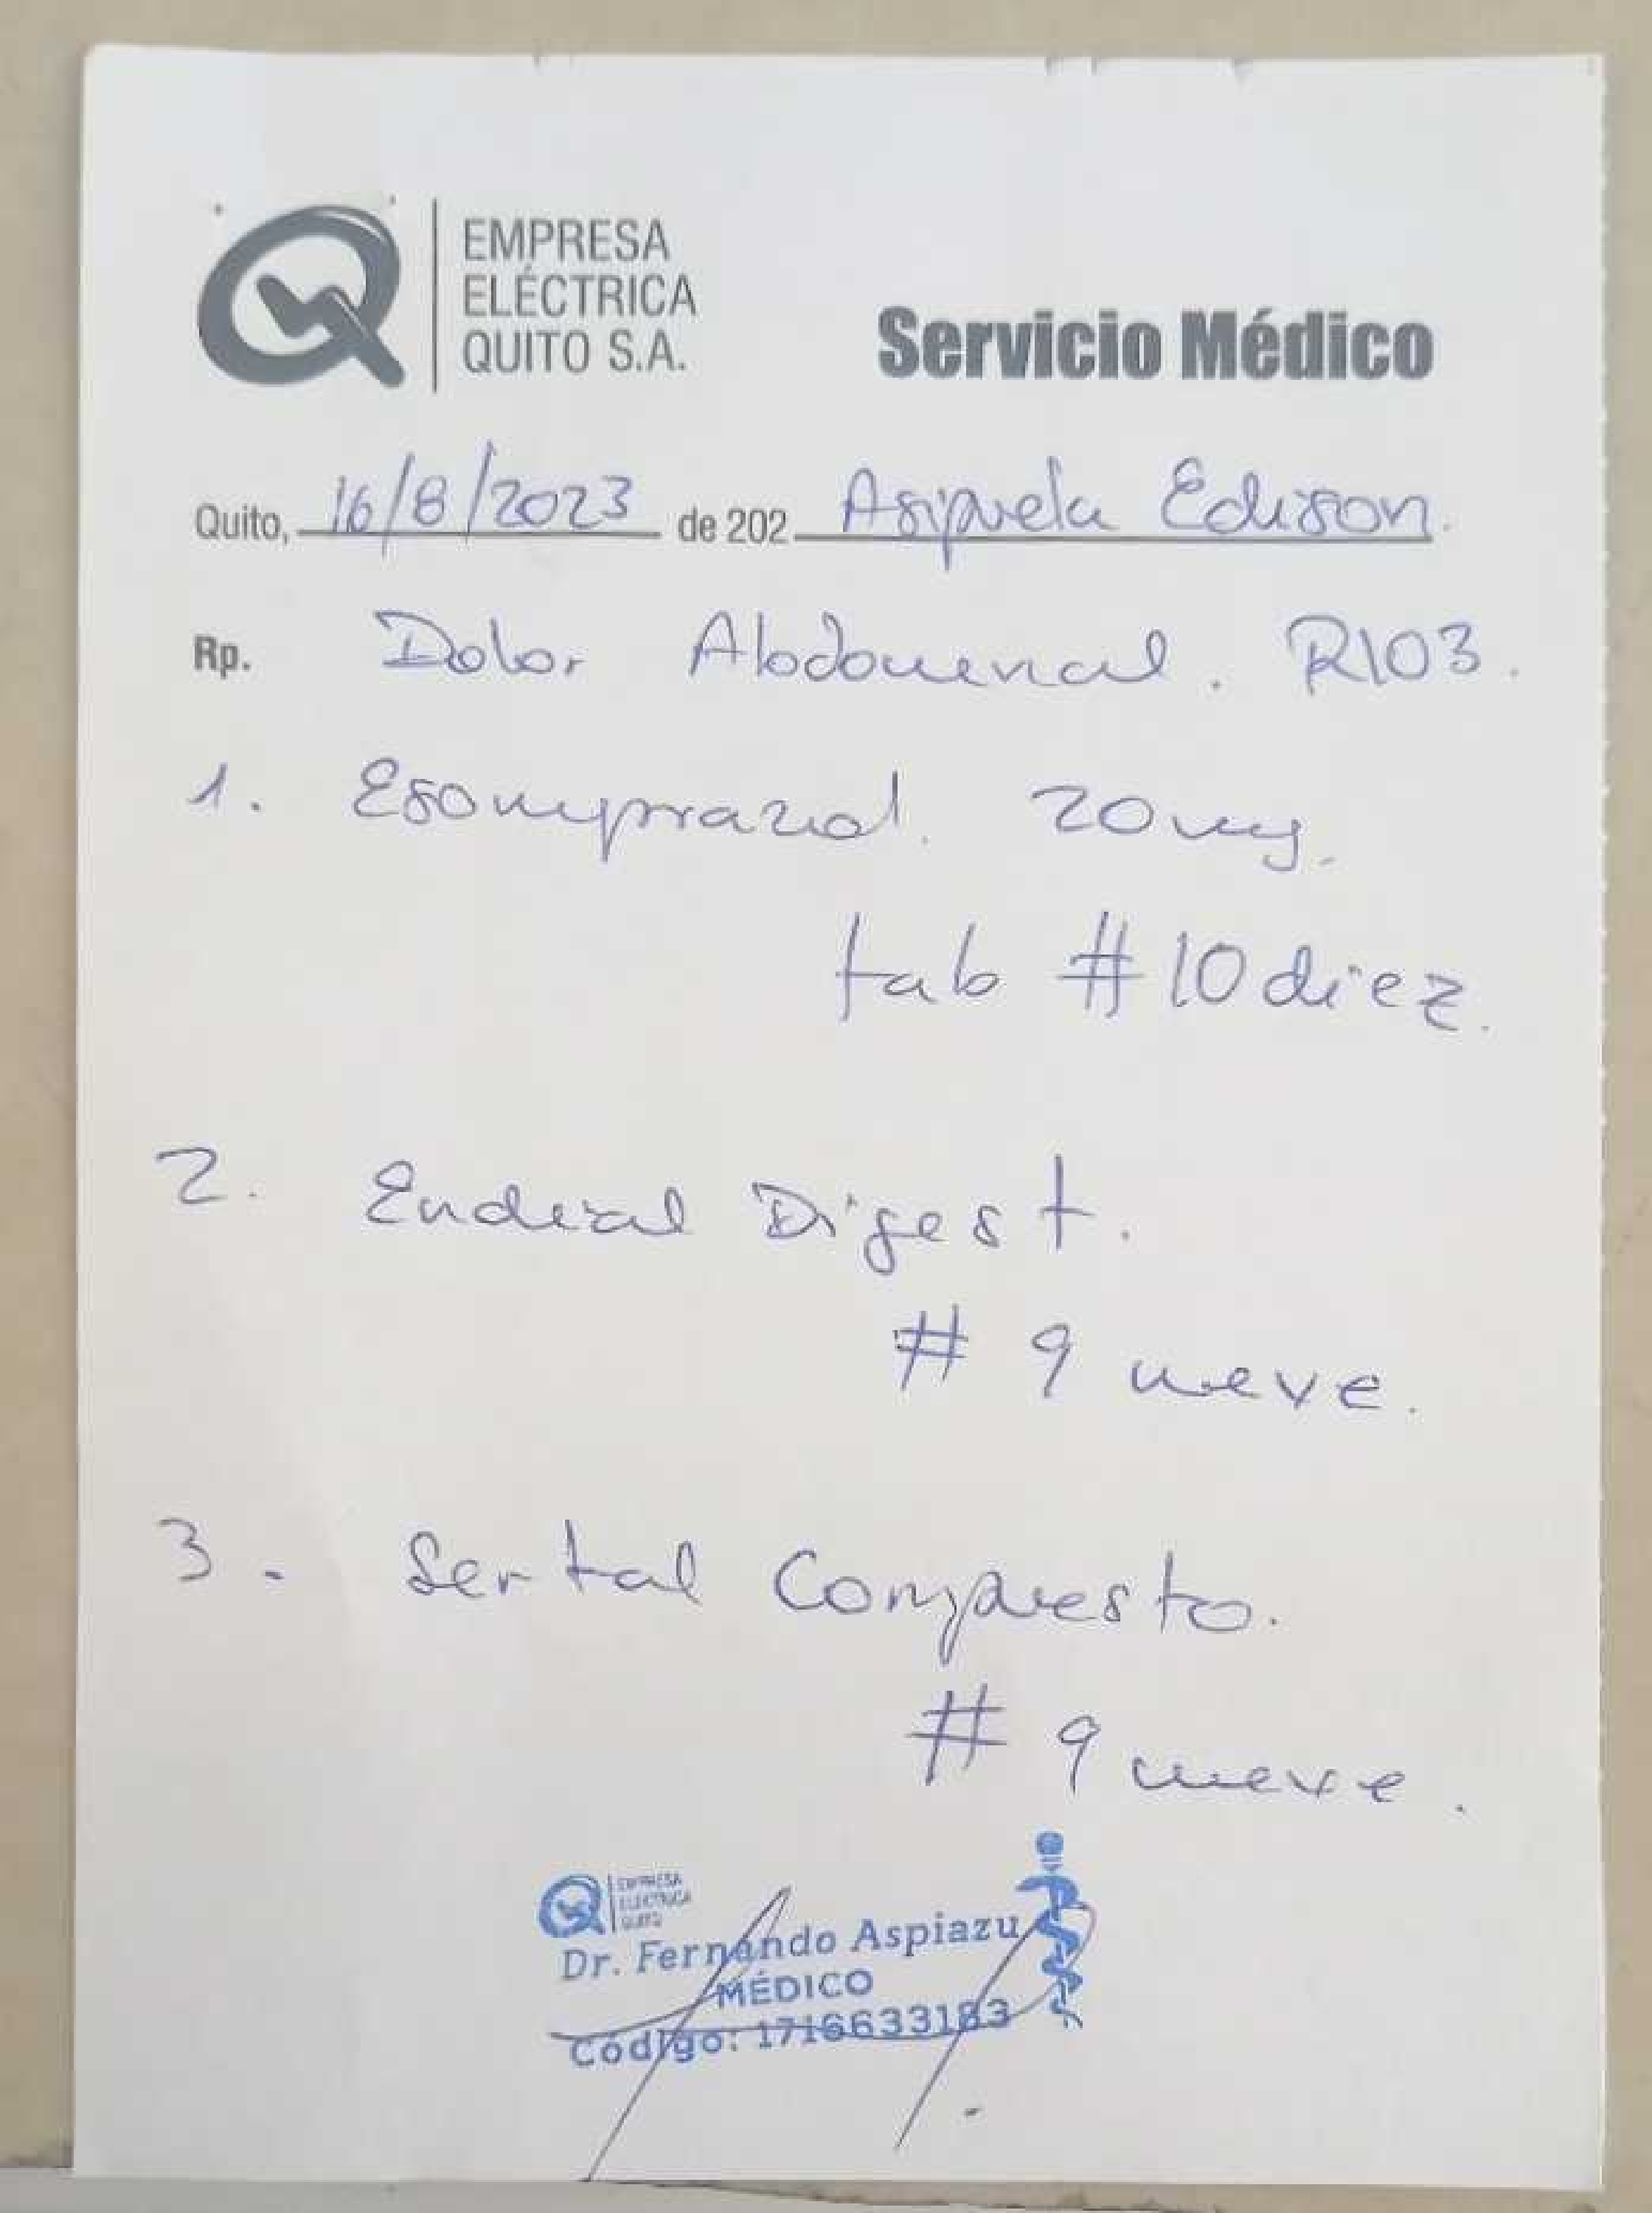 EMPRESA
ELÉCTRICA
QUITO S.A.
Servicio Médico
Quito, 16/8/2023 de 202 Asipuela Edison.
Rp. Dolor Abdomenal. R103.
1. Esomprazol. 20mg.
tab #10 diez.
2. Endial Digest.
# 9 nueve.
3. Sertal Compuesto.
# 9 nueve.
EMPRESA
ELÉCTRICA
QUITO
Dr. Fernando Aspiazu
MÉDICO
Código: 1716633183